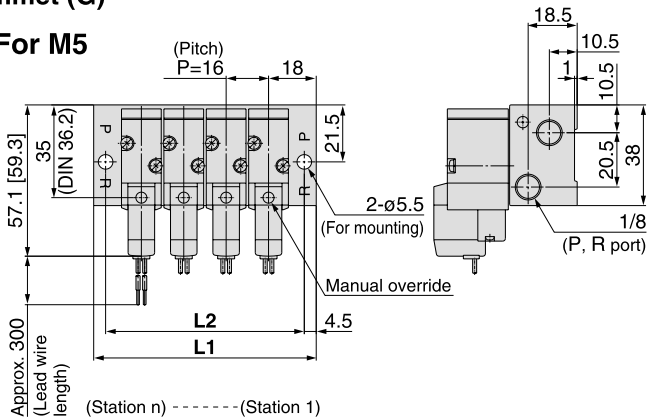 For M5
(Pitch)
P=16
18
21.5
35
(DIN 36.2)
57.1 [59.3]
P
R
P
R
2-ø5.5
(For mounting)
Manual override
L2
4.5
L1
Approx. 300
(Lead wire
length)
(Station n) -------(Station 1)
18.5
10.5
1
10.5
20.5
38
1/8
(P, R port)